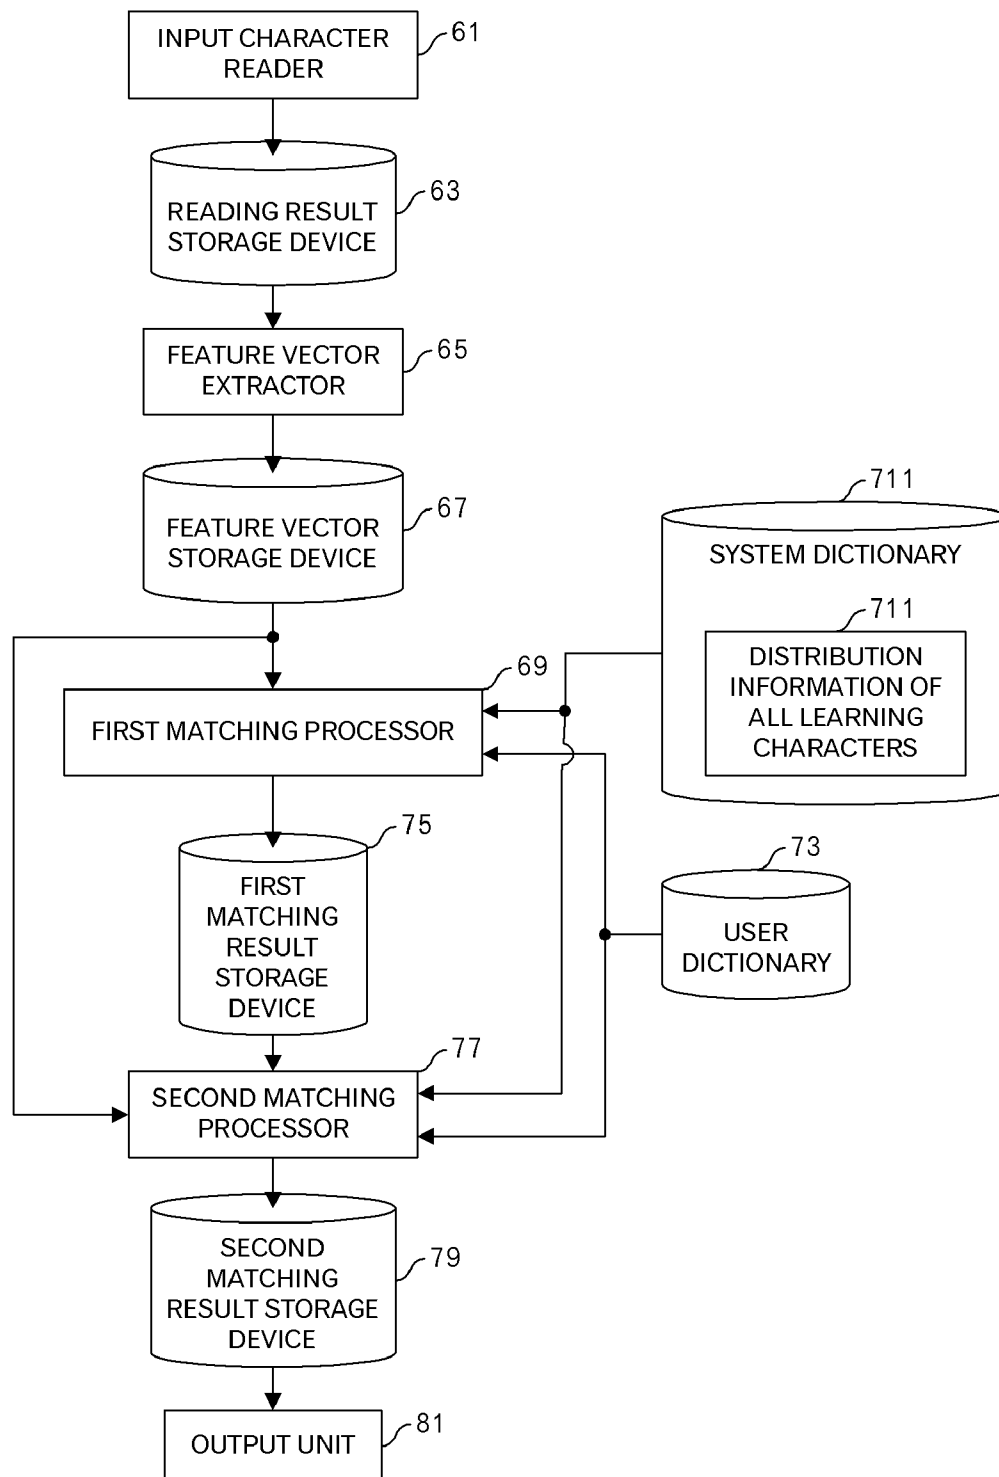 INPUT CHARACTER
READER
61
READING RESULT
STORAGE DEVICE
63
FEATURE VECTOR
EXTRACTOR
65
FEATURE VECTOR
STORAGE DEVICE
67
711
SYSTEM DICTIONARY
711
DISTRIBUTION
INFORMATION OF
ALL LEARNING
CHARACTERS
69
FIRST MATCHING PROCESSOR
75
FIRST
MATCHING
RESULT
STORAGE
DEVICE
73
USER
DICTIONARY
77
SECOND MATCHING
PROCESSOR
SECOND
MATCHING
RESULT STORAGE
DEVICE
79
OUTPUT UNIT
81